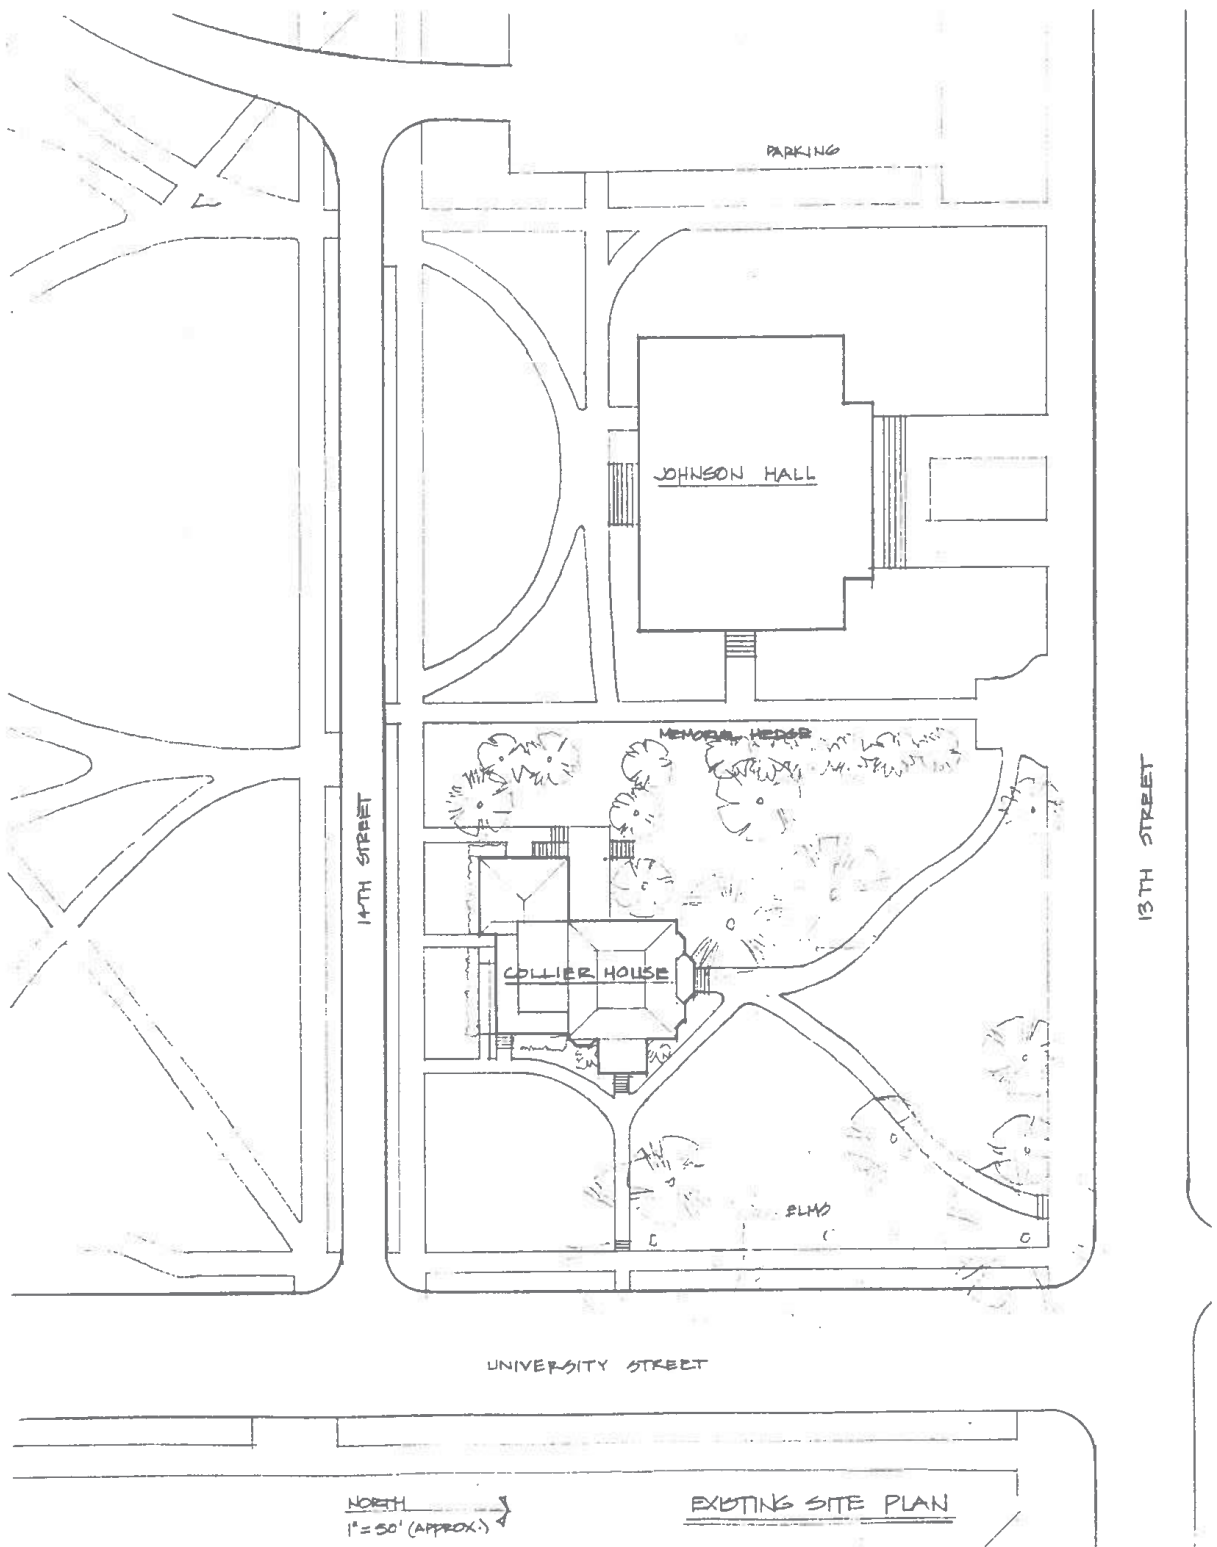 PARKING
JOHNSON HALL
MEMORIAL HEDGE
14TH STREET
13TH STREET
COLLIER HOUSE
ELMS
UNIVERSITY STREET
NORTH
1" = 50' (APPROX.)
EXISTING SITE PLAN